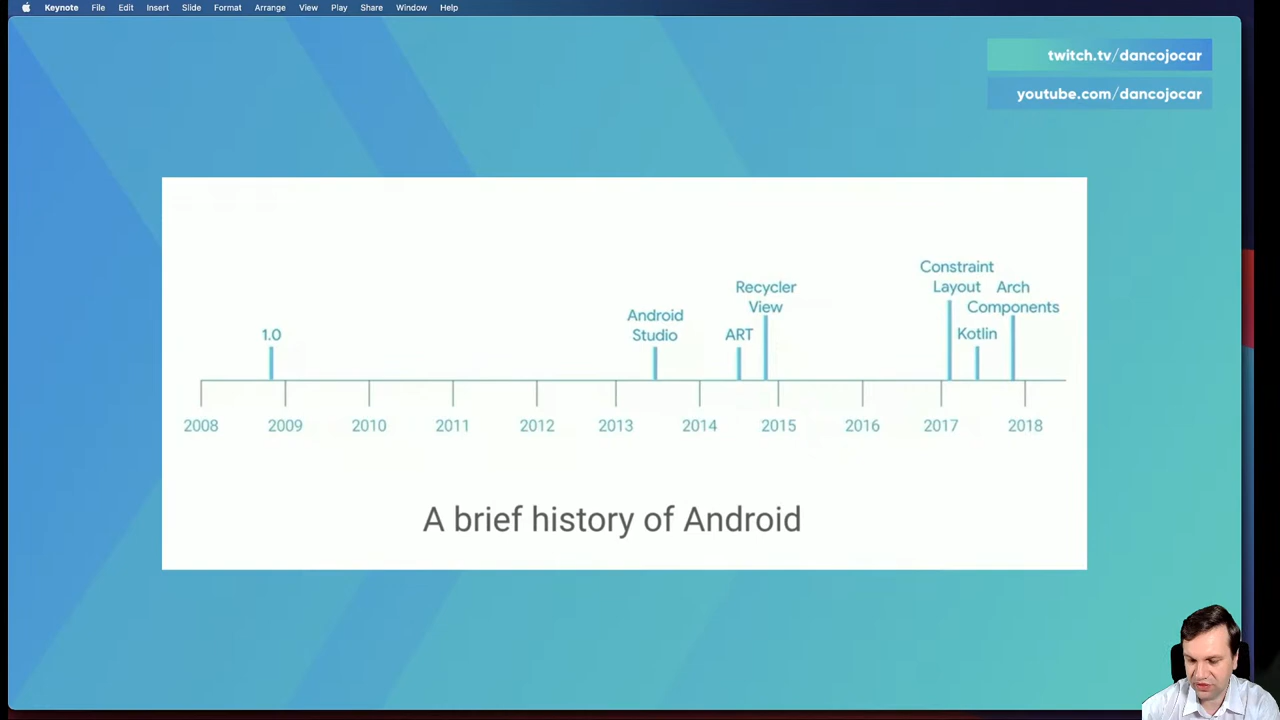 Keynote File Edit Insert Slide Format Arrange View Play Share Window Help
twitch.tv/dancojocar
youtube.com/dancojocar
Constraint
Layout
Recycler
View
Arch
Components
Android
Studio
1.0
ART
Kotlin
2008 2009 2010 2011 2012 2013 2014 2015 2016 2017 2018
A brief history of Android